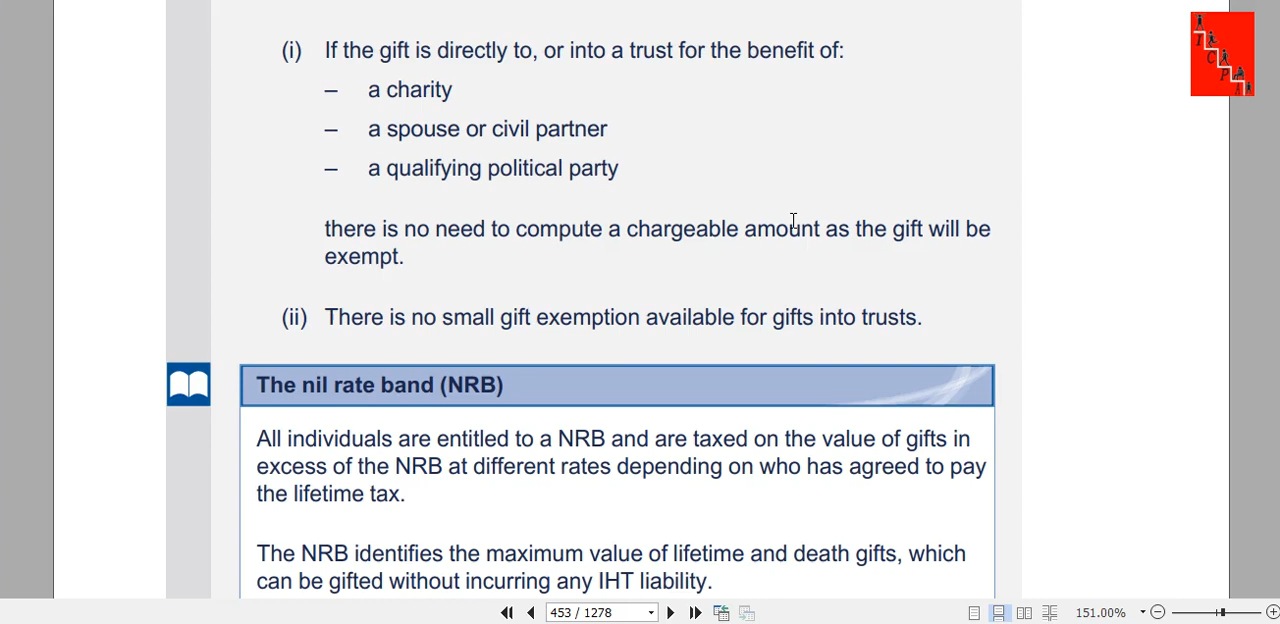 (i) If the gift is directly to, or into a trust for the benefit of:
– a charity
– a spouse or civil partner
– a qualifying political party
there is no need to compute a chargeable amount as the gift will be
exempt.
(ii) There is no small gift exemption available for gifts into trusts.
The nil rate band (NRB)
All individuals are entitled to a NRB and are taxed on the value of gifts in
excess of the NRB at different rates depending on who has agreed to pay
the lifetime tax.
The NRB identifies the maximum value of lifetime and death gifts, which
can be gifted without incurring any IHT liability.
I
C
P
A
453 / 1278
151.00%